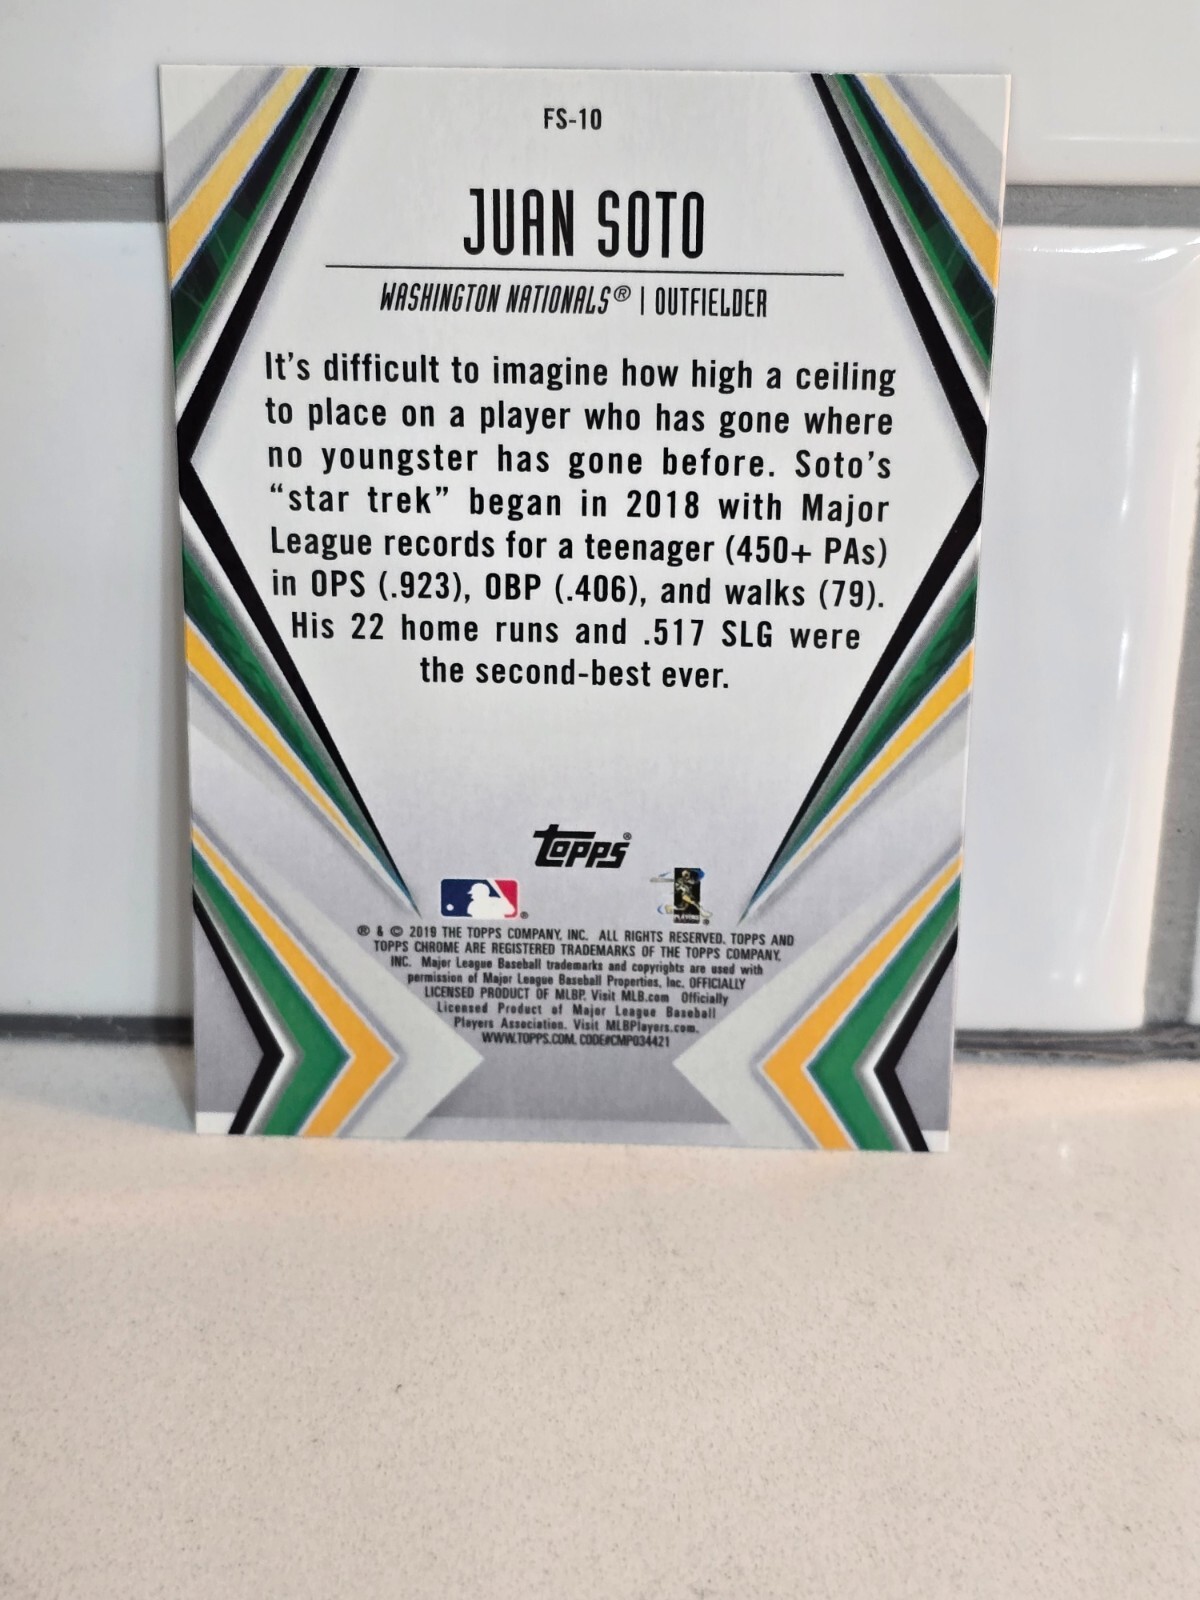 FS-10
JUAN SOTO
WASHINGTON NATIONALS® | OUTFIELDER
It's difficult to imagine how high a ceiling
to place on a player who has gone where
no youngster has gone before. Soto's
“star trek” began in 2018 with Major
League records for a teenager (450+ PAs)
in OPS (.923), OBP (.406), and walks (79).
His 22 home runs and .517 SLG were
the second-best ever.
Topps®
® & © 2019 THE TOPPS COMPANY, INC. ALL RIGHTS RESERVED. TOPPS AND
TOPPS CHROME ARE REGISTERED TRADEMARKS OF THE TOPPS COMPANY,
INC. Major League Baseball trademarks and copyrights are used with
permission of Major League Baseball Properties, Inc. OFFICIALLY
LICENSED PRODUCT OF MLBP. Visit MLB.com Officially
Licensed Product of Major League Baseball
Players Association. Visit MLBPlayers.com.
WWW.TOPPS.COM. CODE#CMP034421